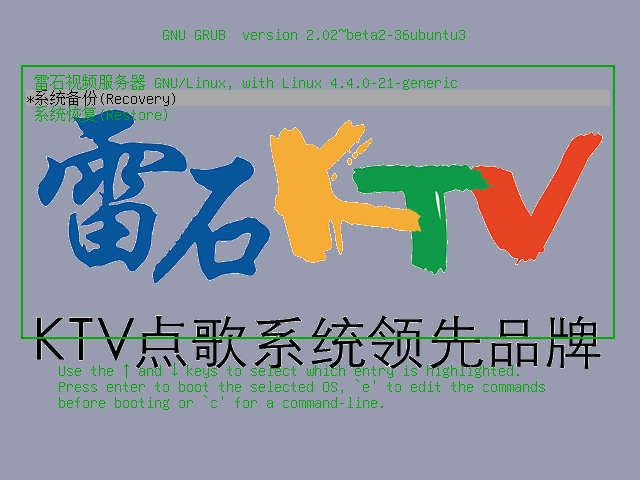 GNU GRUB  version 2.02~beta2-36ubuntu3
雷石视频服务器 GNU/Linux, with Linux 4.4.0-21-generic
*系统备份(Recovery)
系统恢复(Restore)
雷石KTV
KTV点歌系统领先品牌
Use the ↑ and ↓ keys to select which entry is highlighted.
Press enter to boot the selected OS, `e' to edit the commands
before booting or `c' for a command-line.